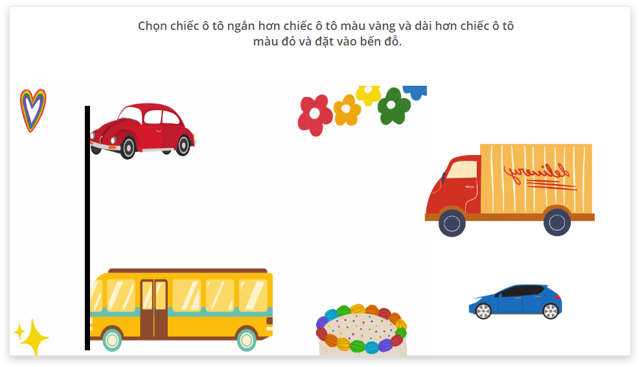 Chọn chiếc ô tô ngắn hơn chiếc ô tô màu vàng và dài hơn chiếc ô tô
màu đỏ và đặt vào bến đỗ.
delivery